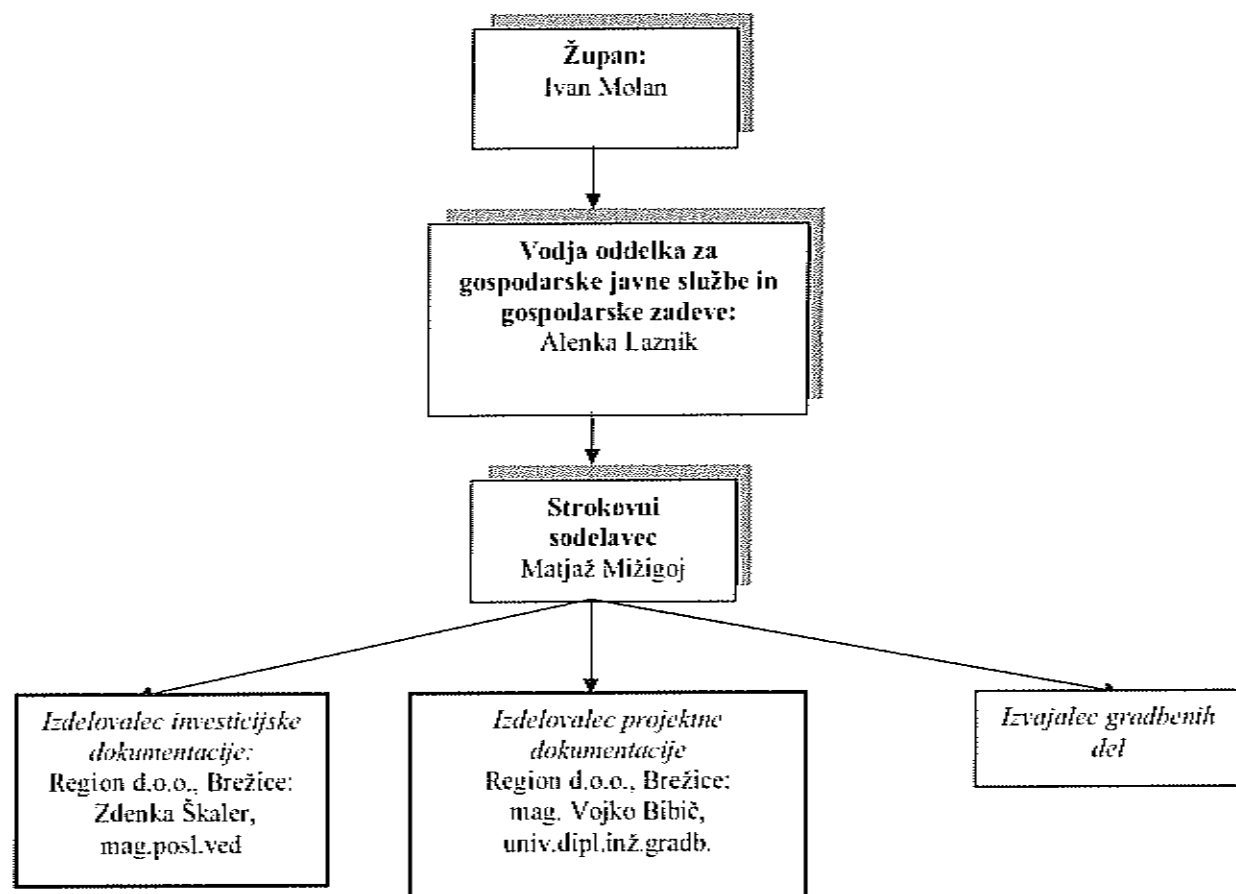 Župan:
Ivan Molan
Vodja oddelka za
gospodarske javne službe in
gospodarske zadeve:
Alenka Laznik
Strokovni
sodelavec
Matjaž Mižigoj
Izdelovalec investicijske
dokumentacije:
Region d.o.o., Brežice:
Zdenka Škaler,
mag.posl.ved
Izdelovalec projektne
dokumentacije
Region d.o.o., Brežice:
mag. Vojko Bibič,
univ.dipl.inž.gradb.
Izvajalec gradbenih
del